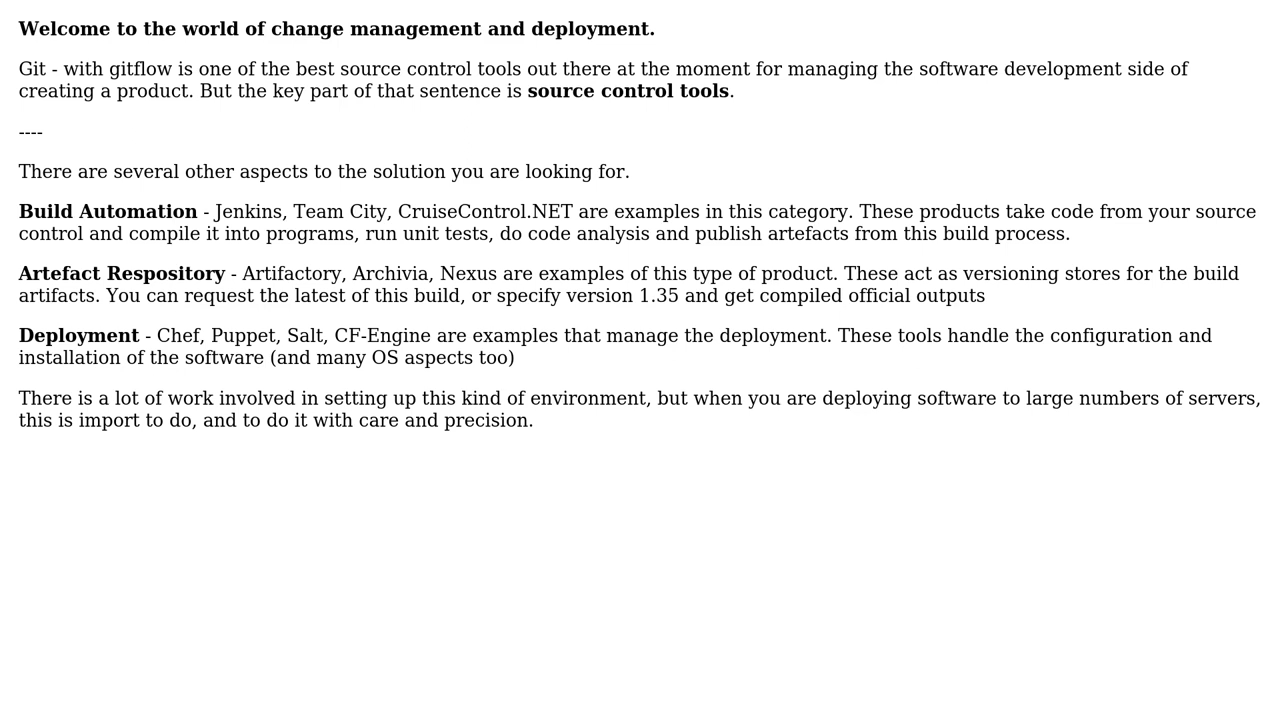 Welcome to the world of change management and deployment.
Git - with gitflow is one of the best source control tools out there at the moment for managing the software development side of
creating a product. But the key part of that sentence is source control tools.
----
There are several other aspects to the solution you are looking for.
Build Automation - Jenkins, Team City, CruiseControl.NET are examples in this category. These products take code from your source
control and compile it into programs, run unit tests, do code analysis and publish artefacts from this build process.
Artefact Respository - Artifactory, Archivia, Nexus are examples of this type of product. These act as versioning stores for the build
artifacts. You can request the latest of this build, or specify version 1.35 and get compiled official outputs
Deployment - Chef, Puppet, Salt, CF-Engine are examples that manage the deployment. These tools handle the configuration and
installation of the software (and many OS aspects too)
There is a lot of work involved in setting up this kind of environment, but when you are deploying software to large numbers of servers,
this is import to do, and to do it with care and precision.